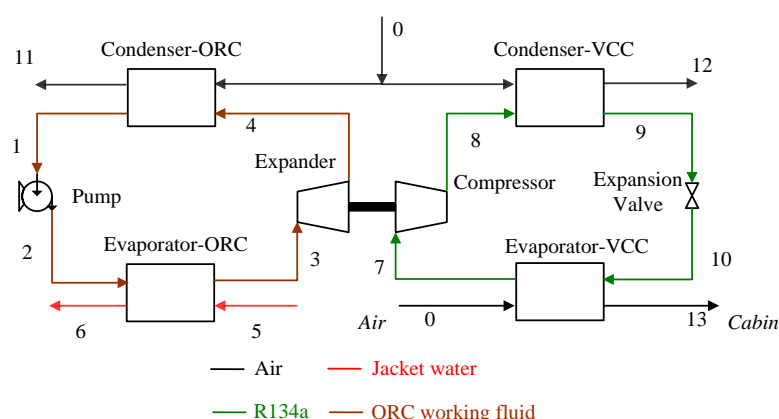 0
Condenser-ORC
Condenser-VCC
11
12
4
8
9
1
Expander
Compressor
Expansion
Valve
Pump
2
Evaporator-ORC
3
7
Evaporator-VCC
10
6
5
Air
0
13
Cabin
Air
Jacket water
R134a
ORC working fluid